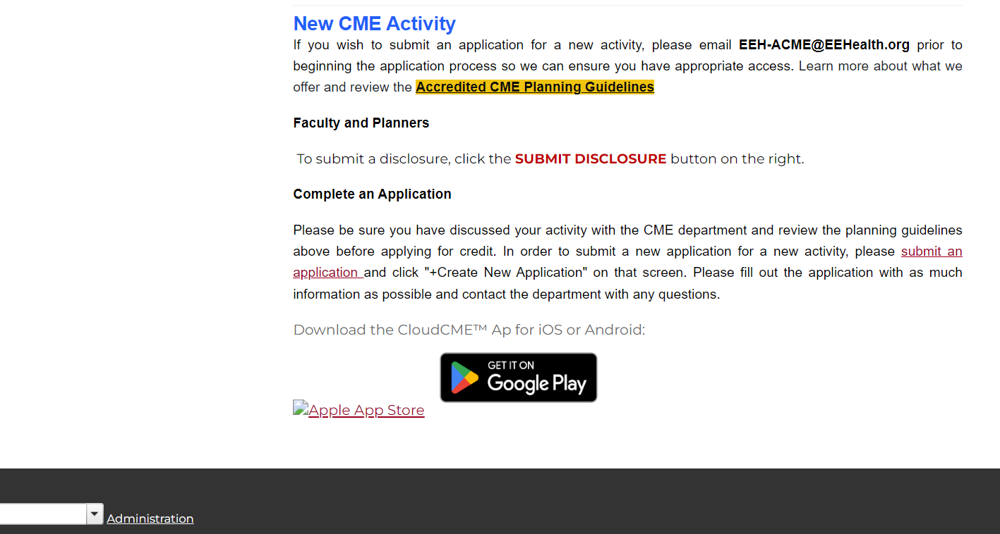 New CME Activity
If you wish to submit an application for a new activity, please email EEH-ACME@EEHealth.org prior to
beginning the application process so we can ensure you have appropriate access. Learn more about what we
offer and review the Accredited CME Planning Guidelines
Faculty and Planners
To submit a disclosure, click the SUBMIT DISCLOSURE button on the right.
Complete an Application
Please be sure you have discussed your activity with the CME department and review the planning guidelines
above before applying for credit. In order to submit a new application for a new activity, please submit an
application and click "+Create New Application" on that screen. Please fill out the application with as much
information as possible and contact the department with any questions.
Download the CloudCME™ Ap for iOS or Android:
GET IT ON
Google Play
Apple App Store
Administration